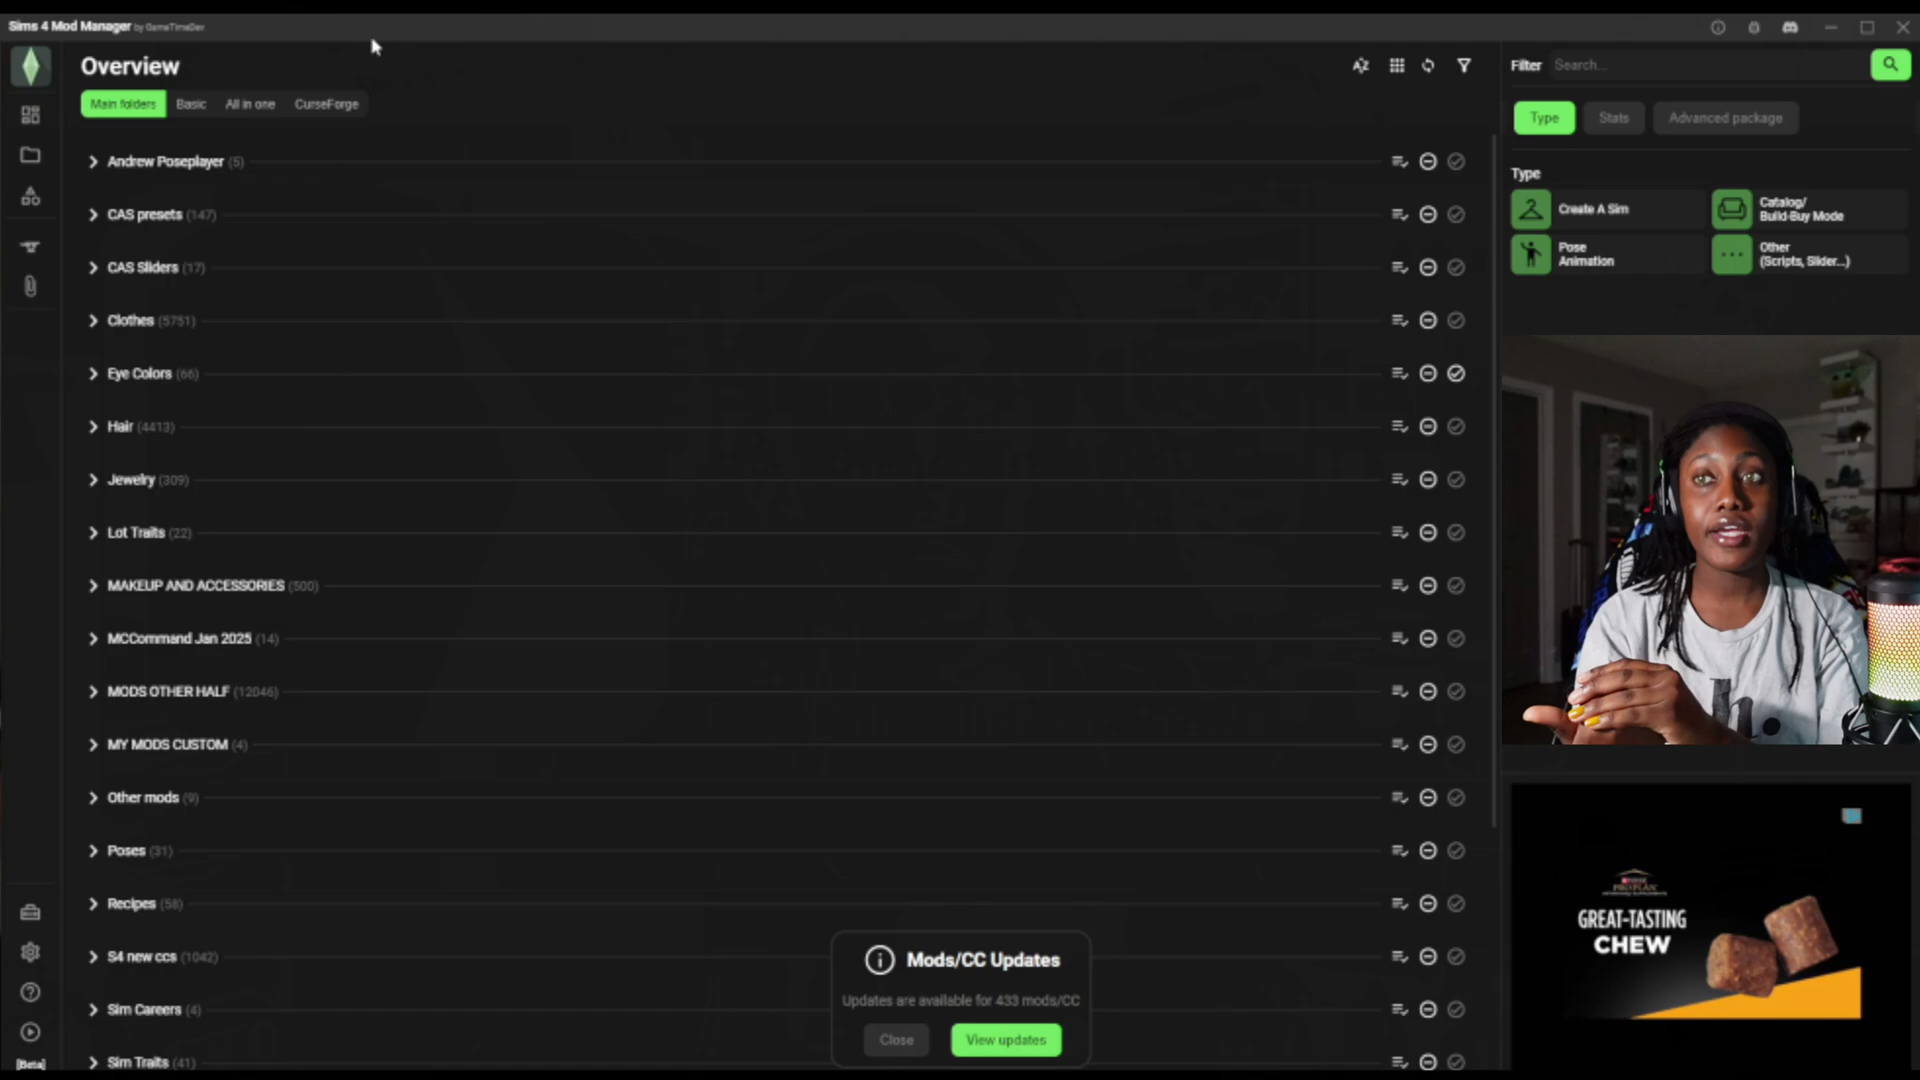 Sims 4 Mod Manager by GameTimeDev
Overview
Main folders Basic All in one CurseForge
Andrew Poseplayer (5)
CAS presets (147)
CAS Sliders (17)
Clothes (5751)
Eye Colors (66)
Hair (4413)
Jewelry (309)
Lot Traits (22)
MAKEUP AND ACCESSORIES (500)
MCCommand Jan 2025 (14)
MODS OTHER HALF (12046)
MY MODS CUSTOM (4)
Other mods (9)
Poses (31)
Recipes (58)
S4 new ccs (1042)
Sim Careers (4)
Sim Traits (41)
[Beta]
Mods/CC Updates
Updates are available for 433 mods/CC
Close View updates
Filter Search...
Type Stats Advanced package
Type
Create A Sim
Catalog/
Build-Buy Mode
Pose
Animation
Other
(Scripts, Slider...)
h.
PRO PLAN
GREAT-TASTING
CHEW